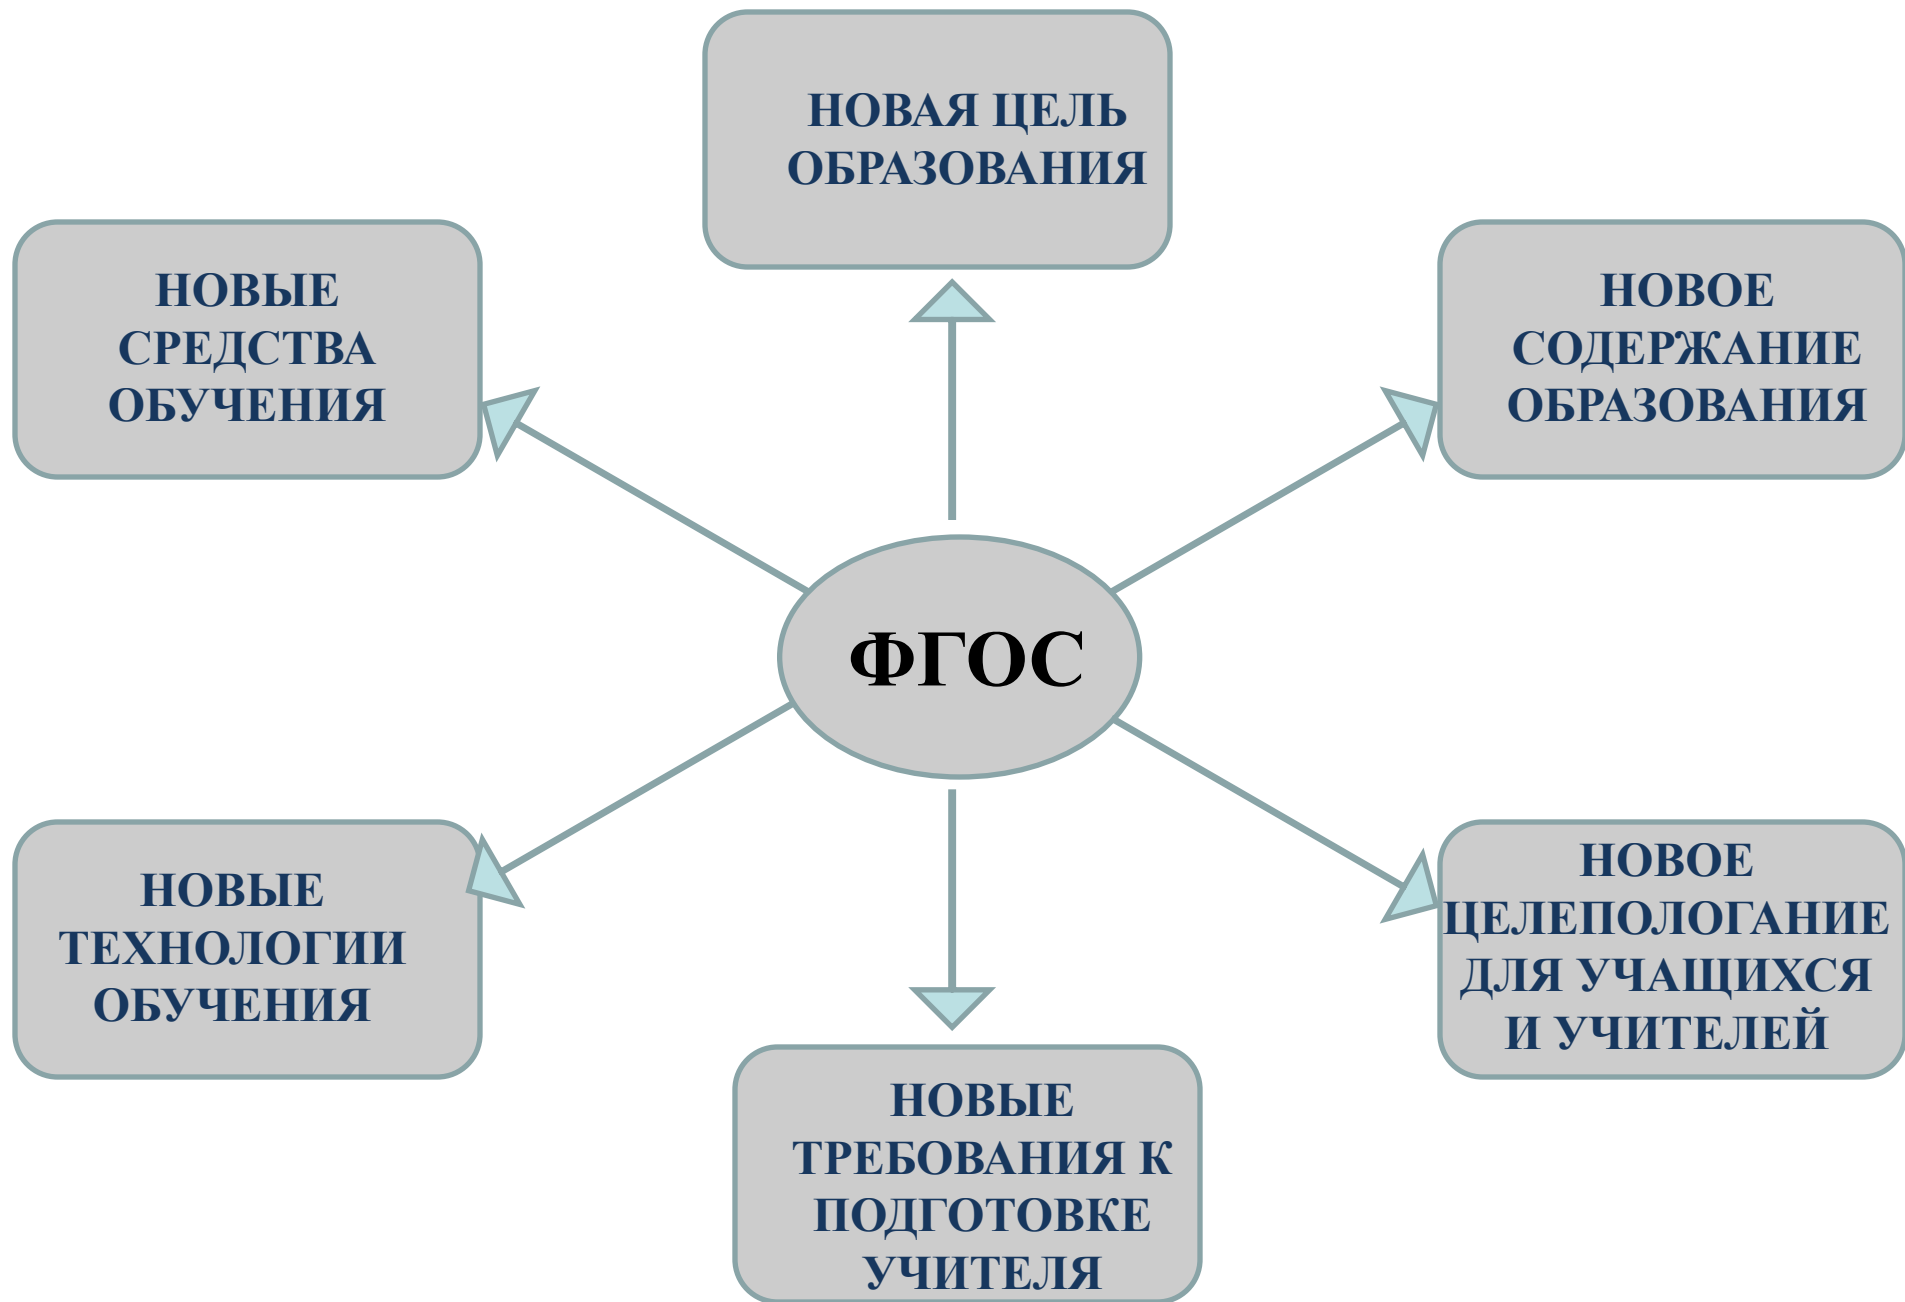 НОВАЯ ЦЕЛЬ
ОБРАЗОВАНИЯ
НОВЫЕ
СРЕДСТВА
ОБУЧЕНИЯ
НОВОЕ
СОДЕРЖАНИЕ
ОБРАЗОВАНИЯ
ФГОС
НОВЫЕ
ТЕХНОЛОГИИ
ОБУЧЕНИЯ
НОВОЕ
ЦЕЛЕПОЛОГАНИЕ
ДЛЯ УЧАЩИХСЯ
И УЧИТЕЛЕЙ
НОВЫЕ
ТРЕБОВАНИЯ К
ПОДГОТОВКЕ
УЧИТЕЛЯ